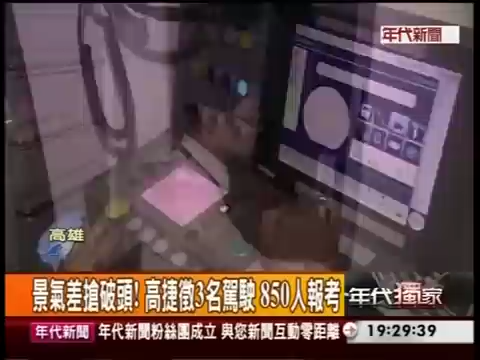 年代新聞
高雄
景氣差搶破頭! 高捷徵3名駕駛 850人報考
年代獨家
年代新聞 年代新聞粉絲團成立 與您新聞互動零距離 19:29:39